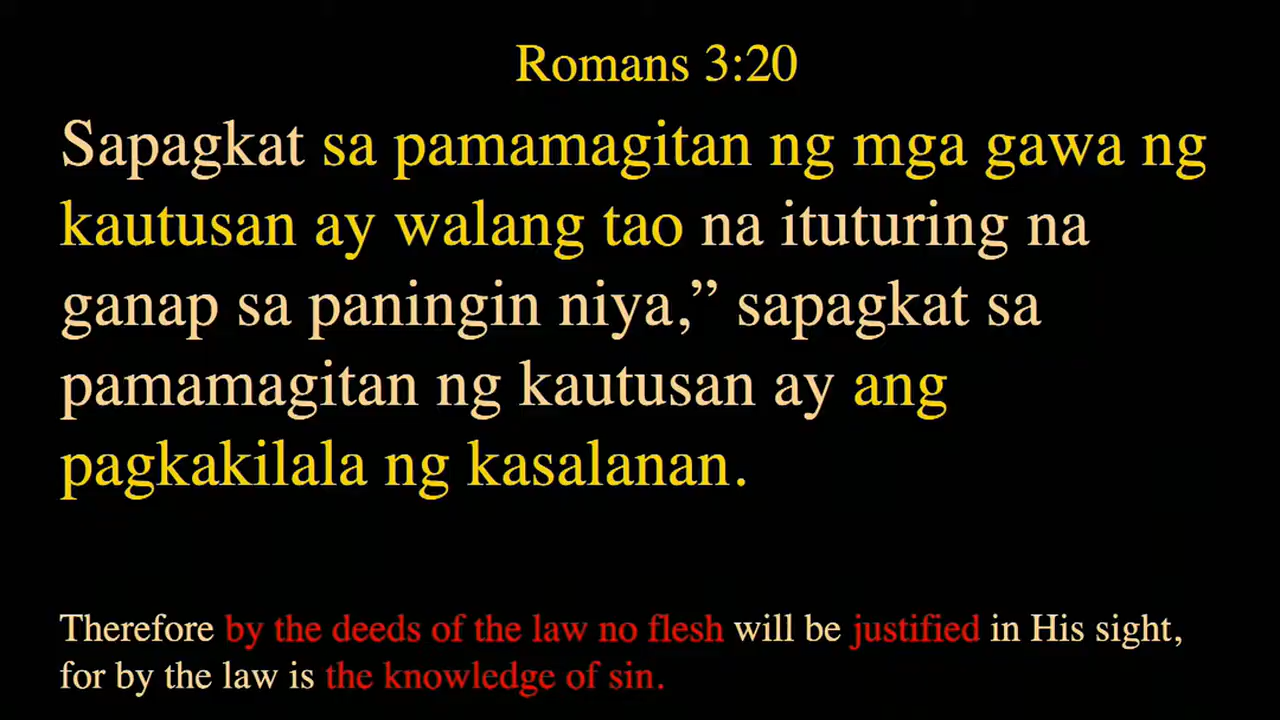 Romans 3:20
Sapagkat sa pamamagitan ng mga gawa ng
kautusan ay walang tao na ituturing na
ganap sa paningin niya,” sapagkat sa
pamamagitan ng kautusan ay ang
pagkakilala ng kasalanan.
Therefore by the deeds of the law no flesh will be justified in His sight,
for by the law is the knowledge of sin.